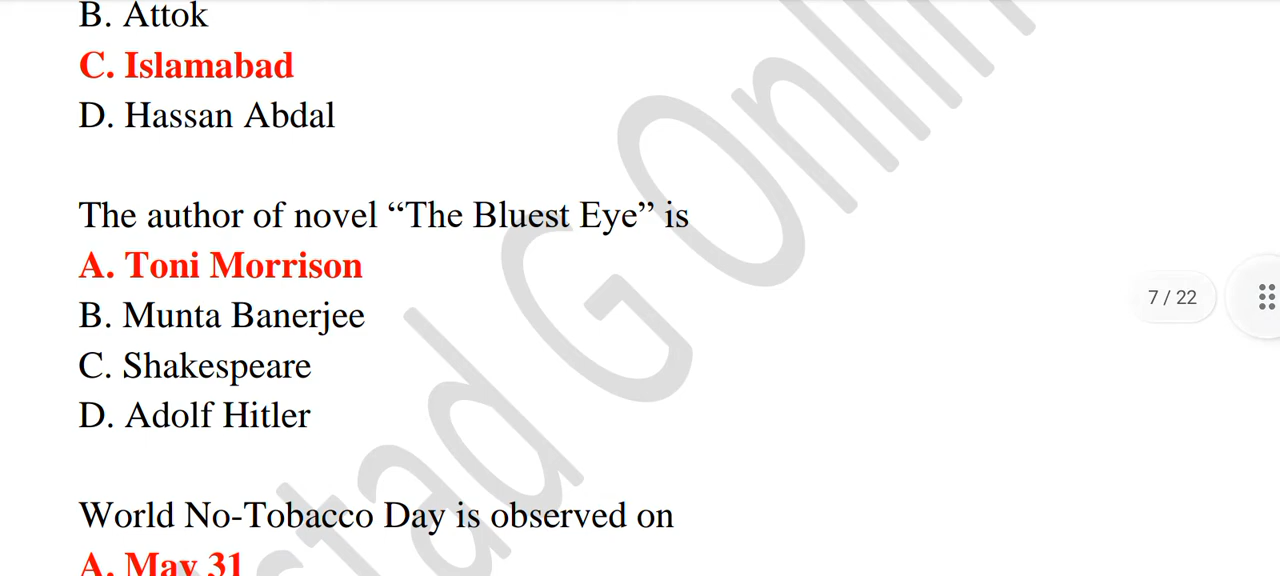 B. Attok
C. Islamabad
D. Hassan Abdal
The author of novel “The Bluest Eye” is
A. Toni Morrison
B. Munta Banerjee
C. Shakespeare
D. Adolf Hitler
7 / 22
World No-Tobacco Day is observed on
A. May 31